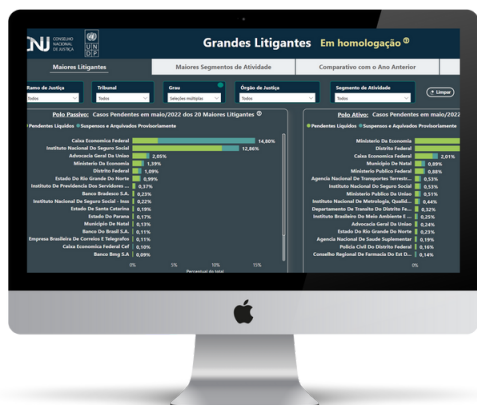 CNJ CONSELHO NACIONAL DE JUSTIÇA
UN DP
Grandes Litigantes Em homologação
Maiores Litigantes
Maiores Segmentos de Atividade
Comparativo com o Ano Anterior
Ramo de Justiça
Todos
Tribunal
Todos
Grau
Seleções múltiplas
Órgão de Justiça
Todos
Segmento de Atividade
Todos
Limpar
Polo Passivo: Casos Pendentes em maio/2022 dos 20 Maiores Litigantes
Pendentes Líquidos Suspensos e Arquivados Provisoriamente
Caixa Economica Federal 14,80%
Instituto Nacional Do Seguro Social 12,86%
Advocacia Geral Da Uniao 2,05%
Ministerio Da Economia 1,39%
Distrito Federal 1,09%
Estado Do Rio Grande Do Norte 0,99%
Instituto De Previdencia Dos Servidores ... 0,37%
Banco Bradesco S.A. 0,23%
Instituto Nacional De Seguro Social - Inss 0,22%
Estado De Santa Catarina 0,19%
Estado Do Parana 0,17%
Municipio De Natal 0,13%
Banco Do Brasil S.A. 0,11%
Empresa Brasileira De Correios E Telegrafos 0,11%
Caixa Economica Federal Cef 0,10%
Banco Bmg S.A 0,09%
0% 5% 10% 15%
Percentual do total
Polo Ativo: Casos Pendentes em maio/2022
Pendentes Líquidos Suspensos e Arquivados Provisoriamente
Ministerio Da Economia
Distrito Federal
Caixa Economica Federal 2,01%
Municipio De Natal 0,89%
Ministerio Publico Federal 0,88%
Agencia Nacional De Transportes Terrestr... 0,53%
Instituto Nacional Do Seguro Social 0,53%
Ministerio Publico Da Uniao 0,51%
Instituto Nacional De Metrologia, Qualid... 0,44%
Departamento De Transito Do Distrito Fe... 0,32%
Instituto Brasileiro Do Meio Ambiente E ... 0,25%
Advocacia Geral Da Uniao 0,24%
Estado Do Rio Grande Do Norte 0,23%
Agencia Nacional De Saude Suplementar 0,19%
Policia Civil Do Distrito Federal 0,16%
Conselho Regional De Farmacia Do Est D... 0,14%
0%